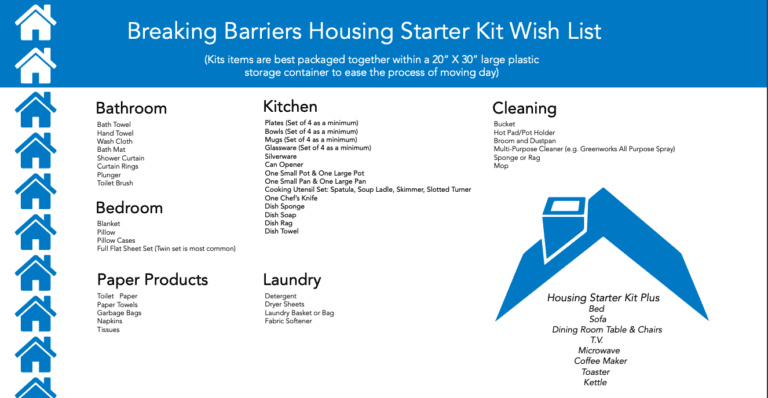 Breaking Barriers Housing Starter Kit Wish List
(Kits items are best packaged together within a 20" X 30" large plastic
storage container to ease the process of moving day)
Bathroom
Bath Towel
Hand Towel
Wash Cloth
Bath Mat
Shower Curtain
Curtain Rings
Plunger
Toilet Brush
Bedroom
Blanket
Pillow
Pillow Cases
Full Flat Sheet Set (Twin set is most common)
Paper Products
Toilet Paper
Paper Towels
Garbage Bags
Napkins
Tissues
Kitchen
Plates (Set of 4 as a minimum)
Bowls (Set of 4 as a minimum)
Mugs (Set of 4 as a minimum)
Glassware (Set of 4 as a minimum)
Silverware
Can Opener
One Small Pot & One Large Pot
One Small Pan & One Large Pan
Cooking Utensil Set: Spatula, Soup Ladle, Skimmer, Slotted Turner
One Chef's Knife
Dish Sponge
Dish Soap
Dish Rag
Dish Towel
Laundry
Detergent
Dryer Sheets
Laundry Basket or Bag
Fabric Softener
Cleaning
Bucket
Hot Pad/Pot Holder
Broom and Dustpan
Multi-Purpose Cleaner (e.g. Greenworks All Purpose Spray)
Sponge or Rag
Mop
Housing Starter Kit Plus
Bed
Sofa
Dining Room Table & Chairs
T.V.
Microwave
Coffee Maker
Toaster
Kettle